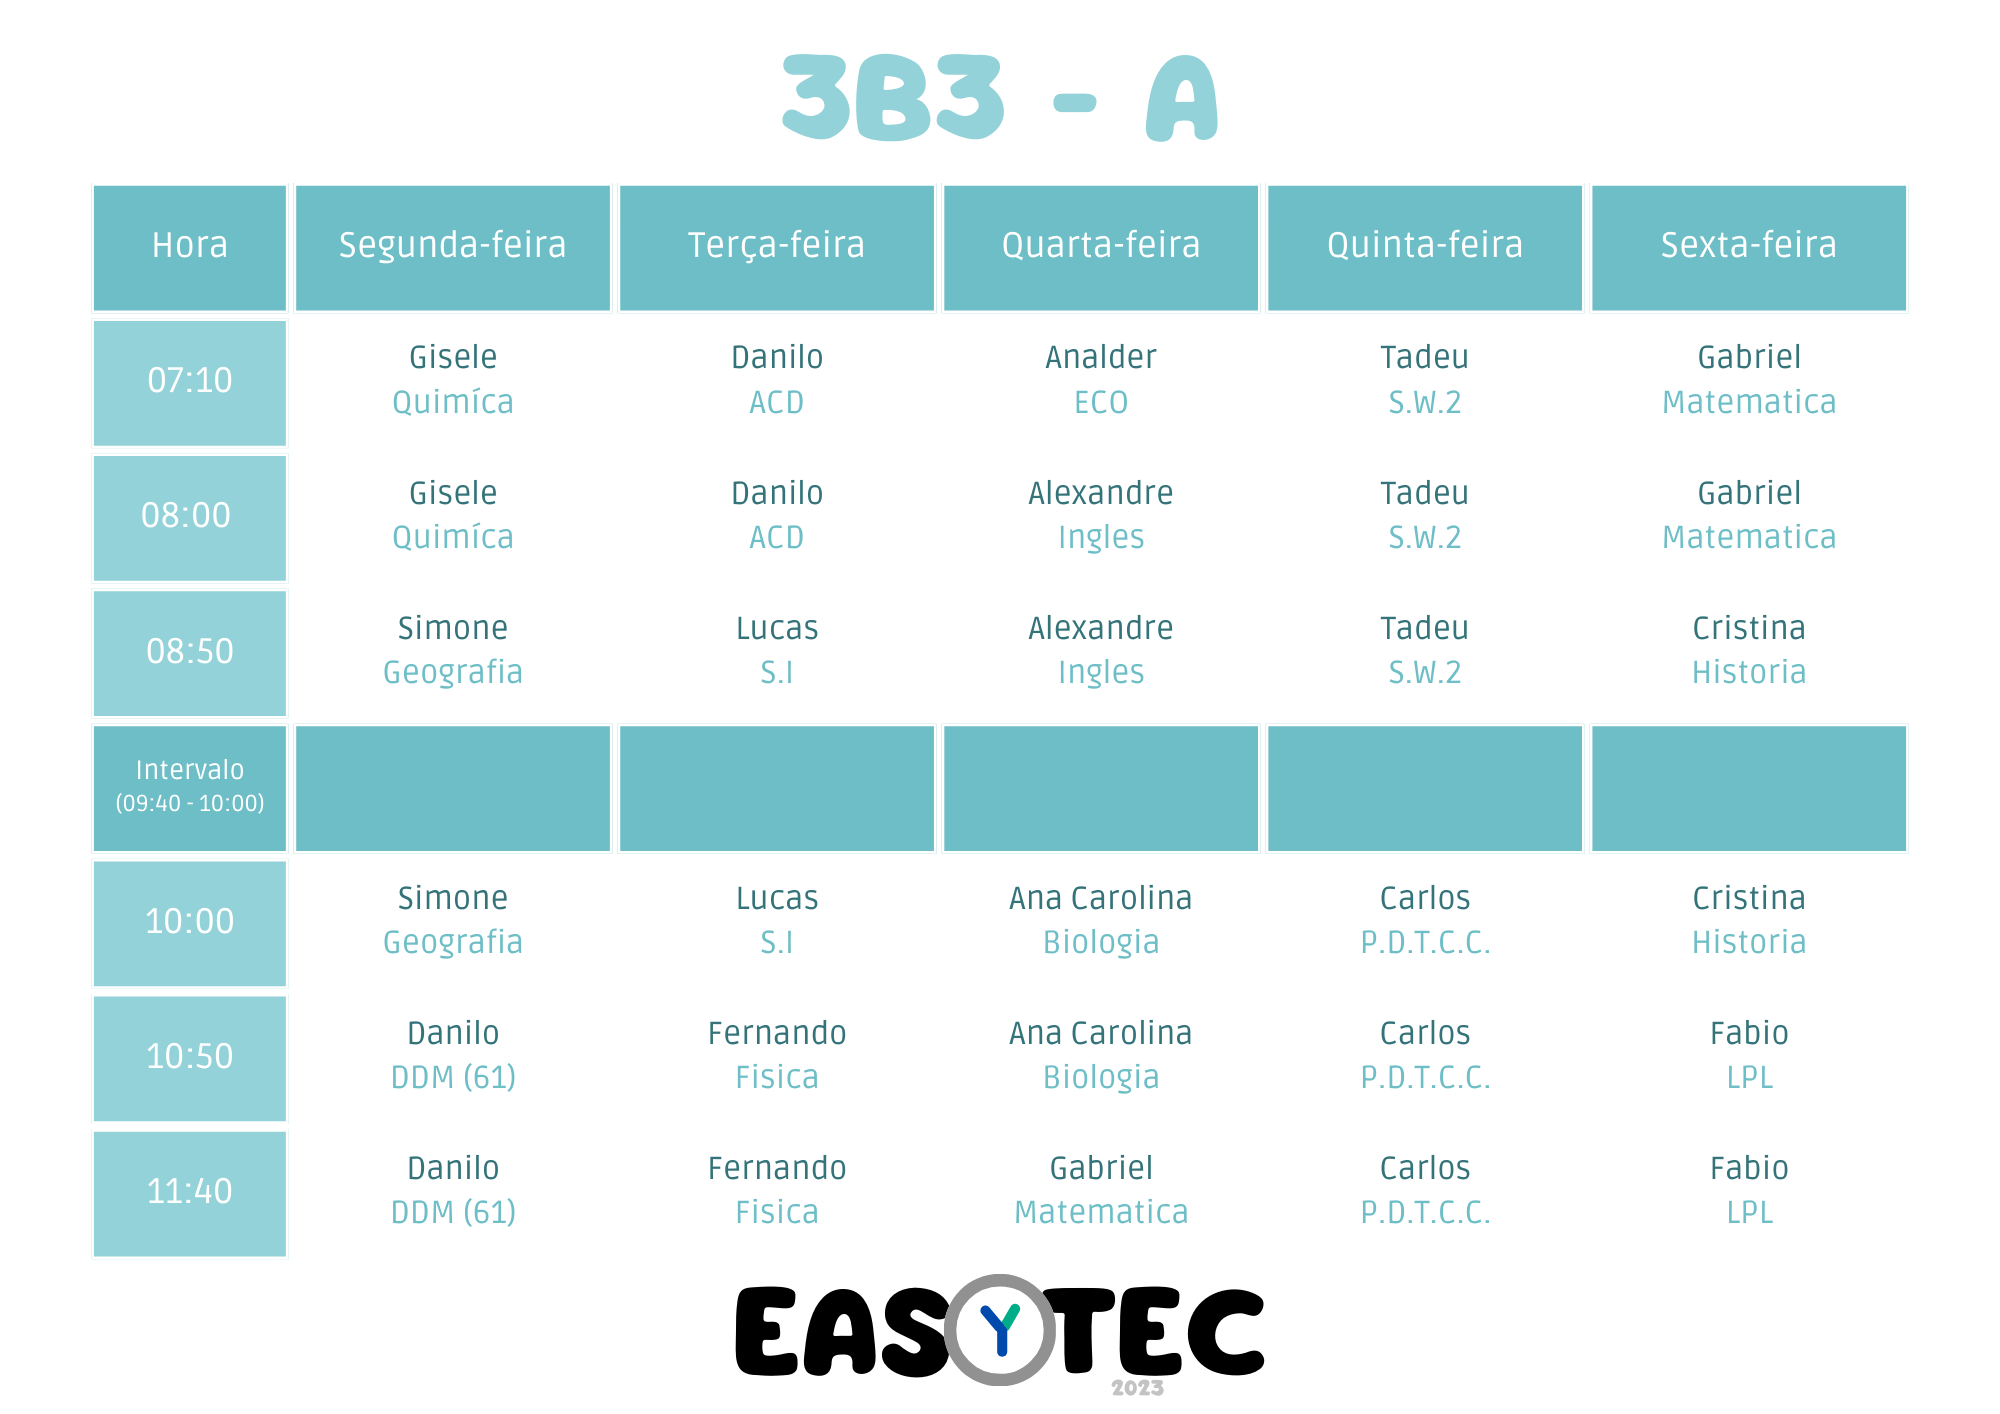 3B3 - A
Hora Segunda-feira Terça-feira Quarta-feira Quinta-feira Sexta-feira
07:10
Gisele Danilo Analder Tadeu Gabriel
Quimíca ACD ECO S.W.2 Matematica
08:00
Gisele Danilo Alexandre Tadeu Gabriel
Quimíca ACD Ingles S.W.2 Matematica
08:50
Simone Lucas Alexandre Tadeu Cristina
Geografia S.I Ingles S.W.2 Historia
Intervalo
(09:40 - 10:00)
10:00
Simone Lucas Ana Carolina Carlos Cristina
Geografia S.I Biologia P.D.T.C.C. Historia
10:50
Danilo Fernando Ana Carolina Carlos Fabio
DDM (61) Fisica Biologia P.D.T.C.C. LPL
11:40
Danilo Fernando Gabriel Carlos Fabio
DDM (61) Fisica Matematica P.D.T.C.C. LPL
EASYTEC
2023